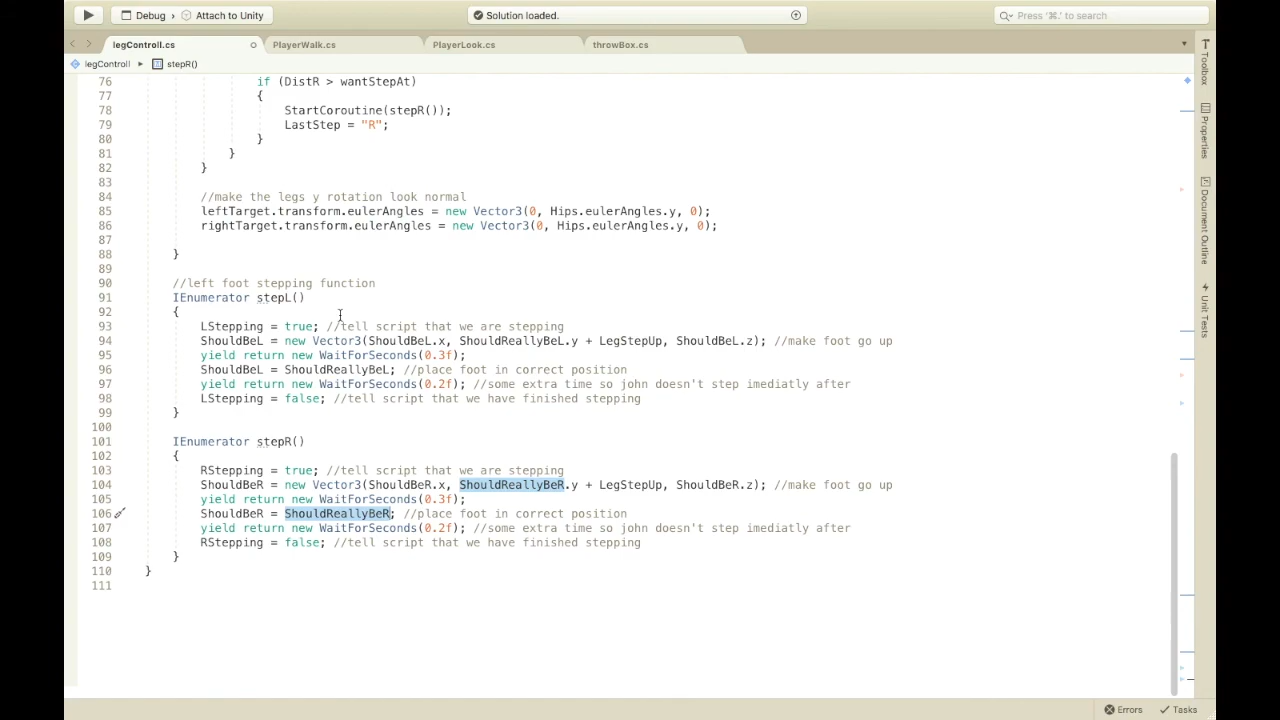 Debug › Attach to Unity
Solution loaded.
Press '⌘.' to search
legControll.cs
PlayerWalk.cs
PlayerLook.cs
throwBox.cs
legControll ▸ stepR()
76 if (DistR > wantStepAt)
77 {
78 StartCoroutine(stepR());
79 LastStep = "R";
80 }
81 }
82 }
83
84 //make the legs y rotation look normal
85 leftTarget.transform.eulerAngles = new Vector3(0, Hips.eulerAngles.y, 0);
86 rightTarget.transform.eulerAngles = new Vector3(0, Hips.eulerAngles.y, 0);
87
88 }
89
90 //left foot stepping function
91 IEnumerator stepL()
92 {
93 LStepping = true; //tell script that we are stepping
94 ShouldBeL = new Vector3(ShouldBeL.x, ShouldReallyBeL.y + LegStepUp, ShouldBeL.z); //make foot go up
95 yield return new WaitForSeconds(0.3f);
96 ShouldBeL = ShouldReallyBeL; //place foot in correct position
97 yield return new WaitForSeconds(0.2f); //some extra time so john doesn't step imediatly after
98 LStepping = false; //tell script that we have finished stepping
99 }
100
101 IEnumerator stepR()
102 {
103 RStepping = true; //tell script that we are stepping
104 ShouldBeR = new Vector3(ShouldBeR.x, ShouldReallyBeR.y + LegStepUp, ShouldBeR.z); //make foot go up
105 yield return new WaitForSeconds(0.3f);
106 ShouldBeR = ShouldReallyBeR; //place foot in correct position
107 yield return new WaitForSeconds(0.2f); //some extra time so john doesn't step imediatly after
108 RStepping = false; //tell script that we have finished stepping
109 }
110 }
111
Toolbox
Properties
Document Outline
Unit Tests
Errors
Tasks